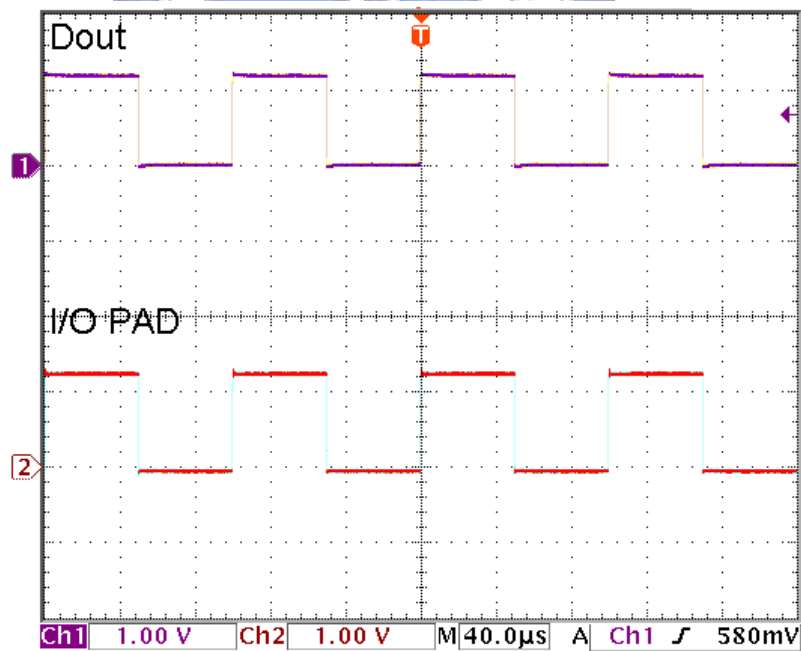 Dout
T
1
I/O PAD
2
Ch1 1.00 V Ch2 1.00 V M 40.0µs A Ch1 580mV